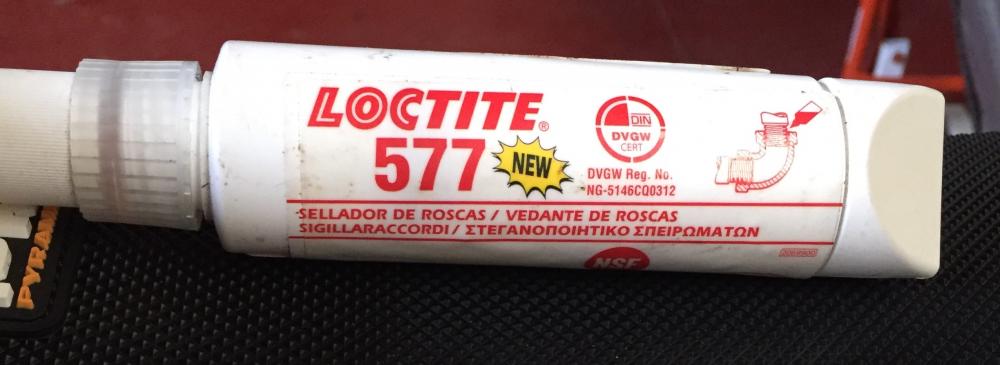 LOCTITE®
577
NEW
DIN
DVGW
CERT
DVGW Reg. No.
NG-5146CQ0312
SELLADOR DE ROSCAS / VEDANTE DE ROSCAS
SIGILLARACCORDI / ΣΤΕΓΑΝΟΠΟΙΗΤΙΚΟ ΣΠΕΙΡΩΜΑΤΩΝ
NSF
PYRAM